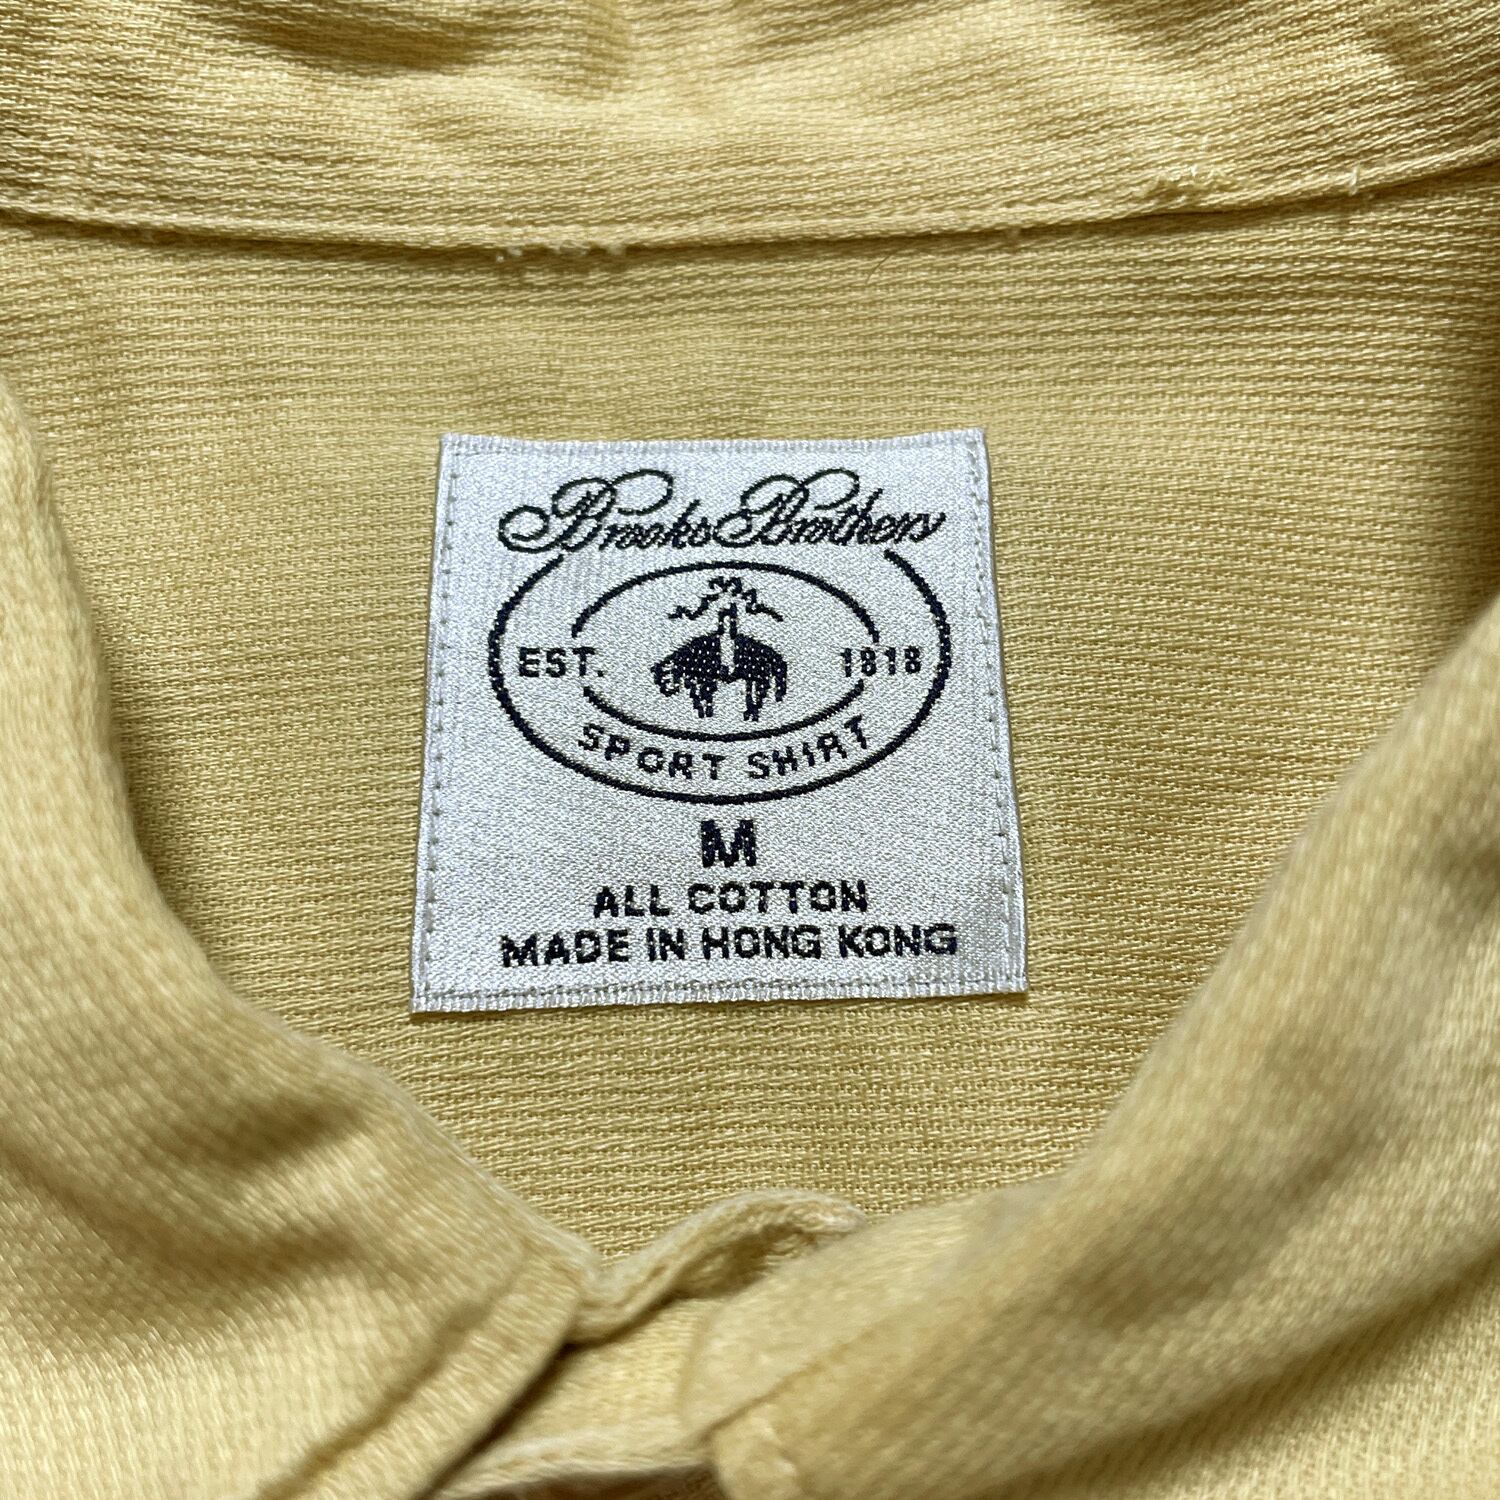 Brooks Brothers
EST. 1818
SPORT SHIRT
M
ALL COTTON
MADE IN HONG KONG